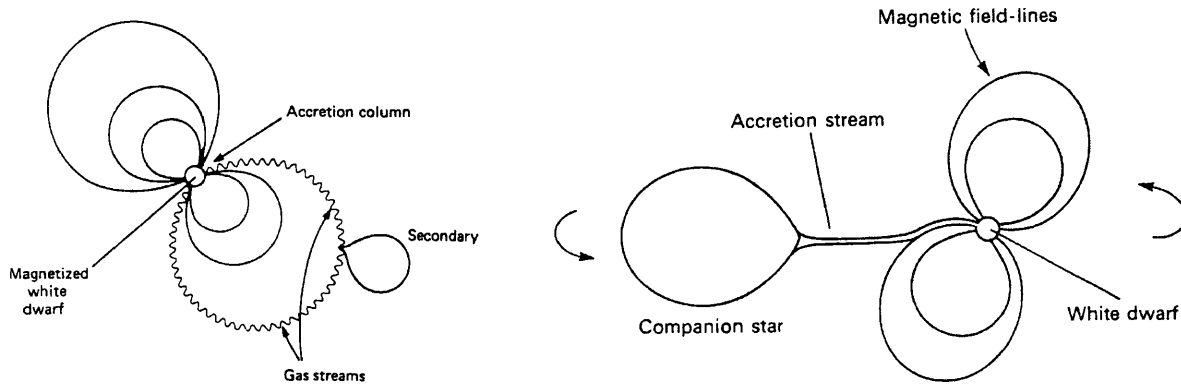 Accretion column
Secondary
Magnetized
white
dwarf
Gas streams
Magnetic field-lines
Accretion stream
Companion star
White dwarf